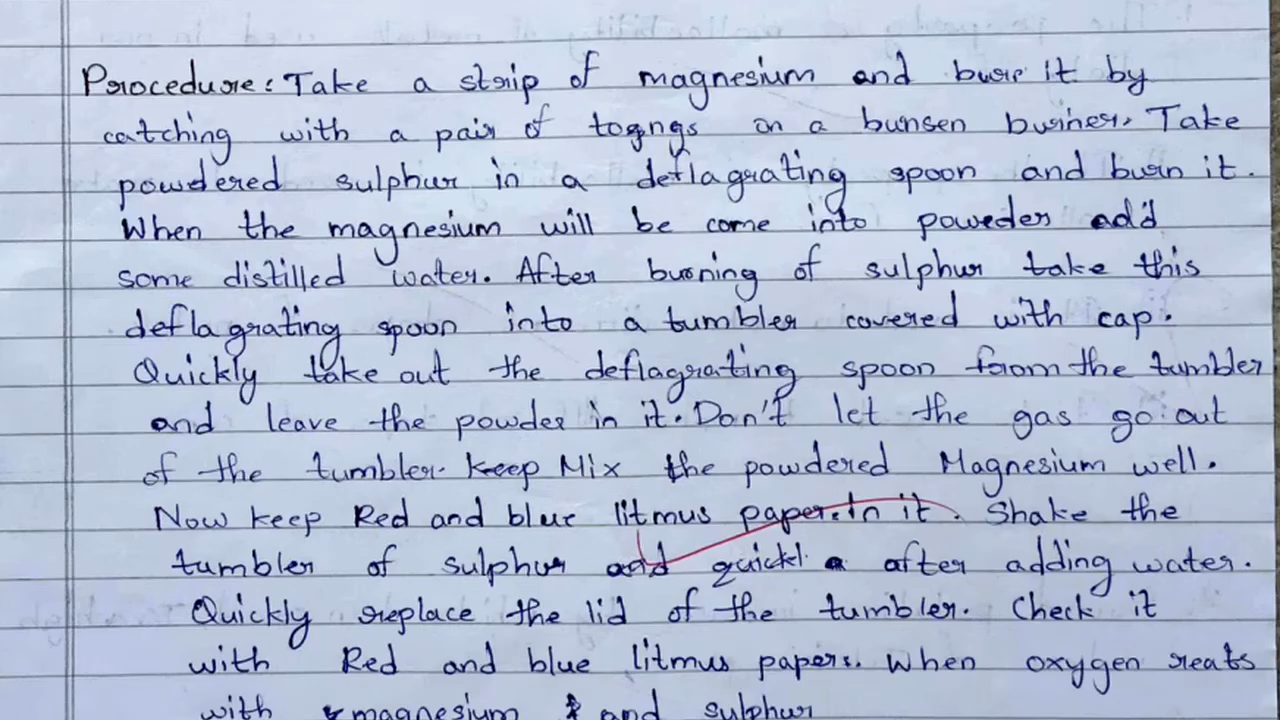 Procedure: Take a strip of magnesium and burn it by
catching with a pair of togngs on a bunsen burner. Take
powdered sulphur in a deflagrating spoon and burn it.
When the magnesium will be come into poweder add
some distilled water. After burning of sulphur take this
deflagrating spoon into a tumbler covered with cap.
Quickly take out the deflagrating spoon from the tumbler
and leave the powder in it. Don't let the gas go out
of the tumbler. Keep Mix the powdered Magnesium well.
Now keep Red and blue litmus papers in it. Shake the
tumbler of sulphur add quickl a after adding water.
Quickly replace the lid of the tumbler. Check it
with Red and blue litmus papers. When oxygen reats
with magnesium & and sulphur